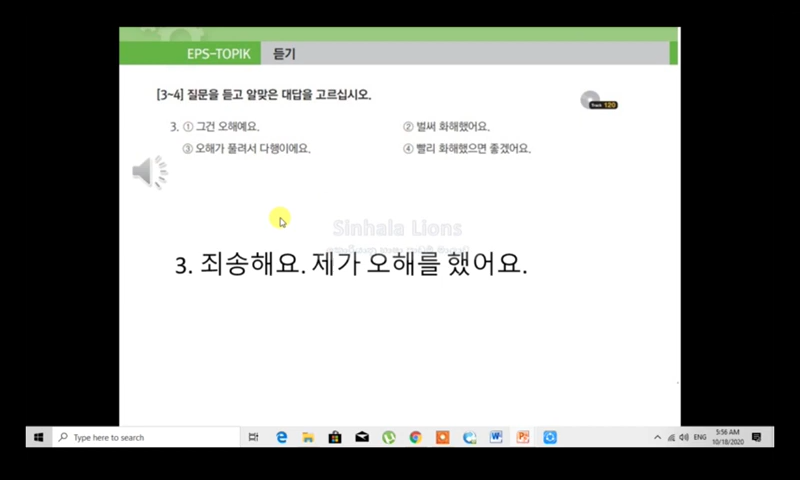 EPS-TOPIK 듣기
[3~4] 질문을 듣고 알맞은 대답을 고르십시오.
Track 120
3. ① 그건 오해예요. ② 벌써 화해했어요.
③ 오해가 풀려서 다행이에요. ④ 빨리 화해했으면 좋겠어요.
Sinhala Lions
3. 죄송해요. 제가 오해를 했어요.
Type here to search
ENG
5:56 AM
10/18/2020